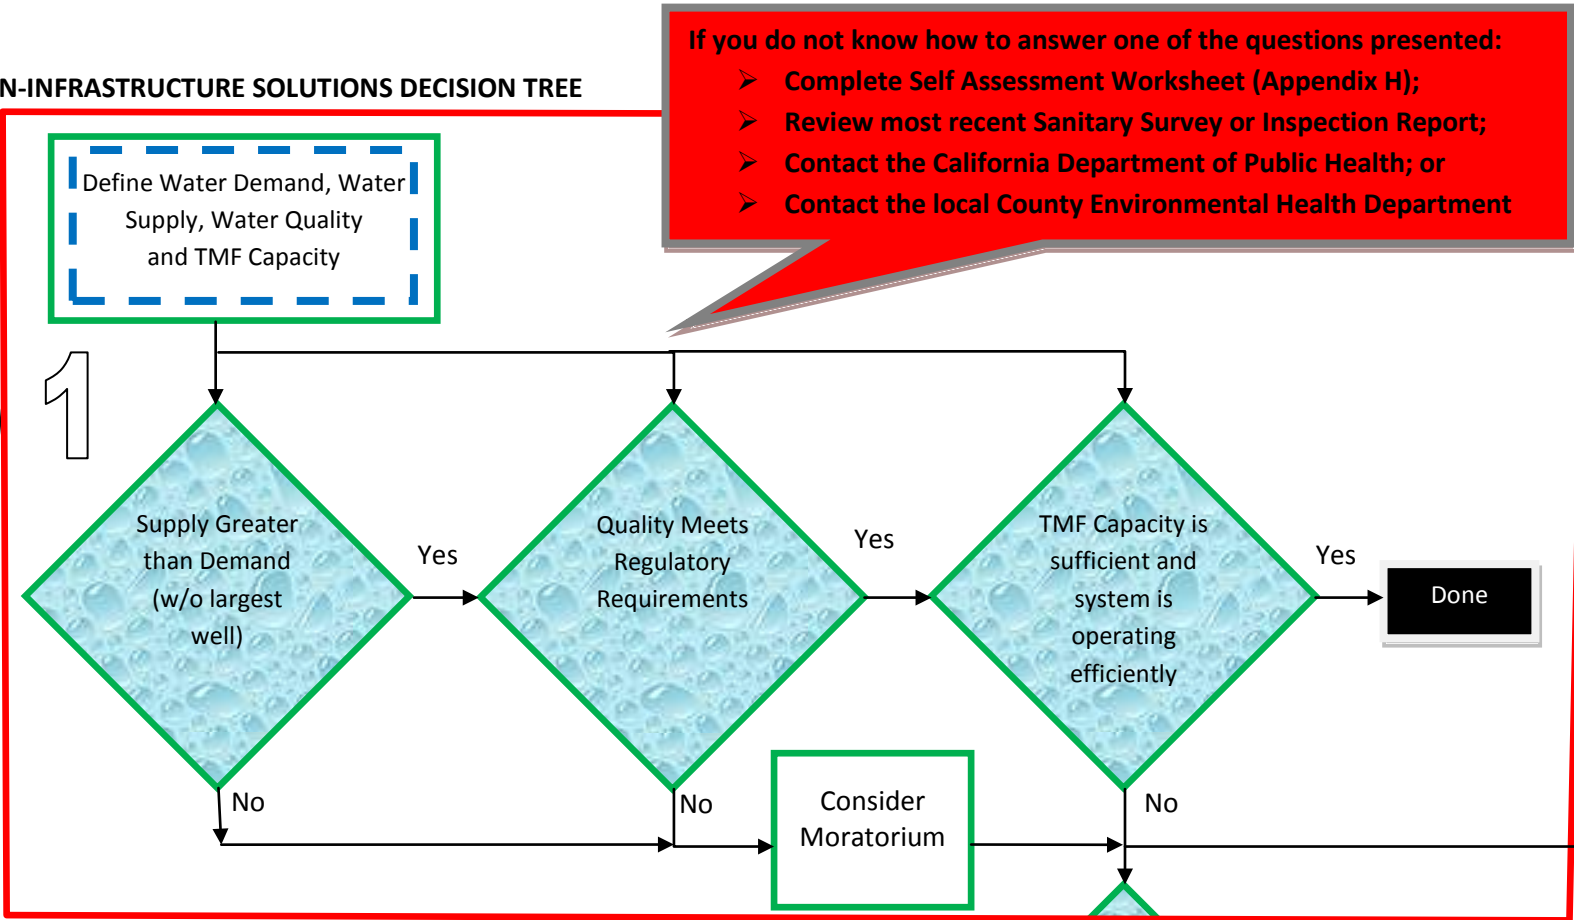 If you do not know how to answer one of the questions presented:
➢ Complete Self Assessment Worksheet (Appendix H);
➢ Review most recent Sanitary Survey or Inspection Report;
➢ Contact the California Department of Public Health; or
➢ Contact the local County Environmental Health Department
N-INFRASTRUCTURE SOLUTIONS DECISION TREE
Define Water Demand, Water
Supply, Water Quality
and TMF Capacity
1
Supply Greater
than Demand
(w/o largest
well)
Yes
Quality Meets
Regulatory
Requirements
Yes
TMF Capacity is
sufficient and
system is
operating
efficiently
Yes
Done
No
No
Consider
Moratorium
No